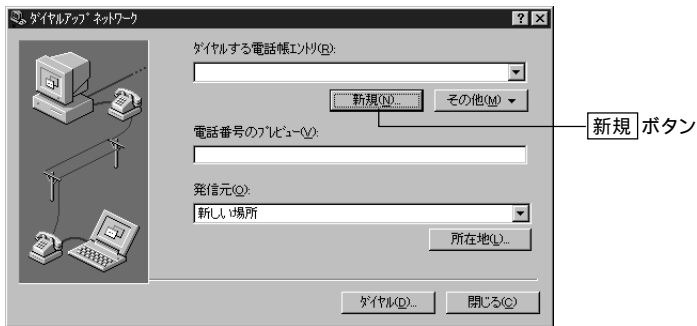 ﾀﾞｲﾔﾙｱｯﾌﾟ ﾈｯﾄﾜｰｸ
ﾀﾞｲﾔﾙする電話帳ｴﾝﾄﾘ(R):
新規(N)... その他(M)
新規 ボタン
電話番号のﾌﾟﾚﾋﾞｭｰ(V):
発信元(O):
新しい場所
所在地(L)...
ﾀﾞｲﾔﾙ(D)... 閉じる(C)